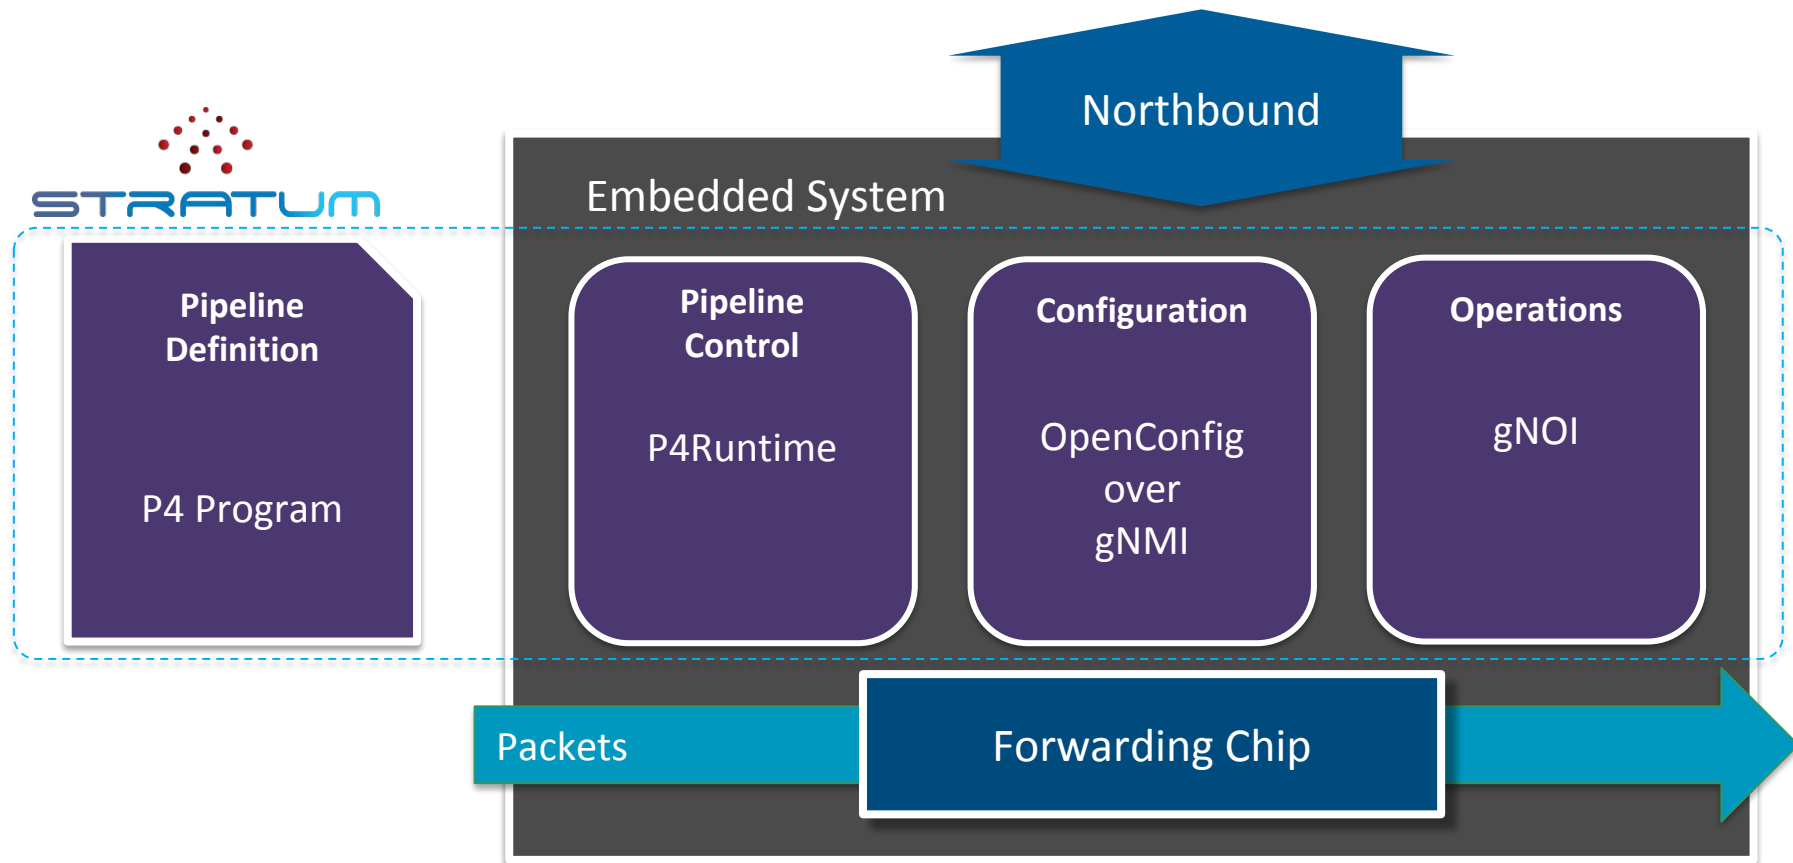 Northbound
STRATUM
Embedded System
Pipeline
Definition
P4 Program
Pipeline
Control
P4Runtime
Configuration
OpenConfig
over
gNMI
Operations
gNOI
Packets
Forwarding Chip